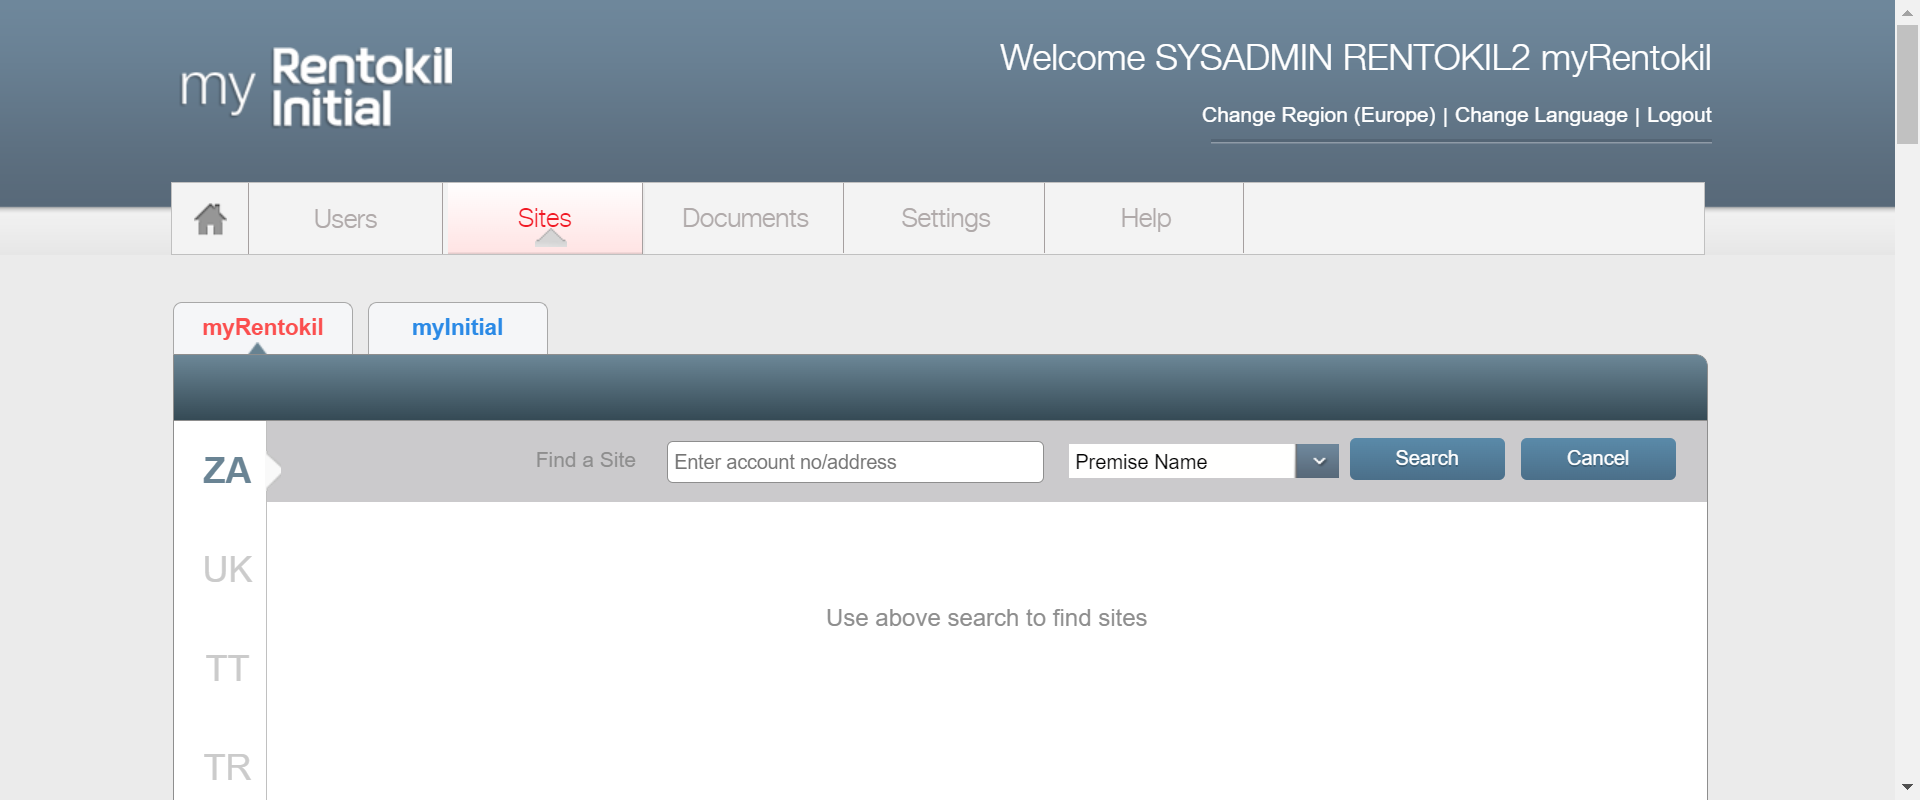 my Rentokil Initial
Welcome SYSADMIN RENTOKIL2 myRentokil
Change Region (Europe) | Change Language | Logout
Users Sites Documents Settings Help
myRentokil myInitial
ZA Find a Site Enter account no/address Premise Name Search Cancel
UK
Use above search to find sites
TT
TR